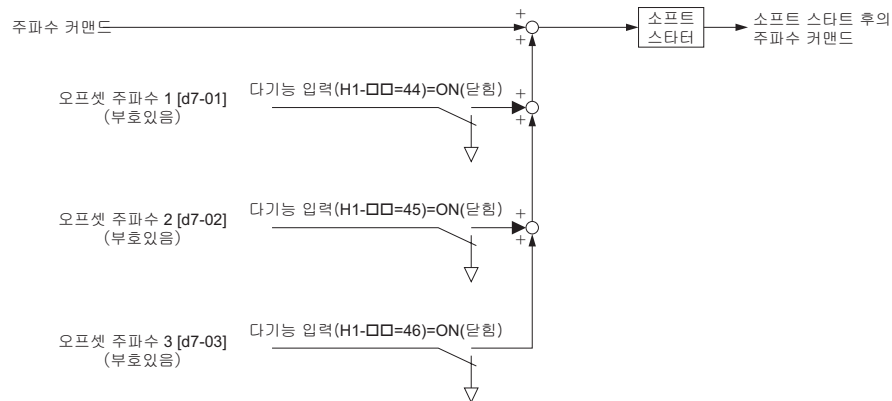 주파수 커맨드
+
+
소프트
스타터
소프트 스타트 후의
주파수 커맨드
오프셋 주파수 1 [d7-01]
(부호있음)
다기능 입력(H1-□□=44)=ON(닫힘)
+
+
오프셋 주파수 2 [d7-02]
(부호있음)
다기능 입력(H1-□□=45)=ON(닫힘)
+
+
오프셋 주파수 3 [d7-03]
(부호있음)
다기능 입력(H1-□□=46)=ON(닫힘)